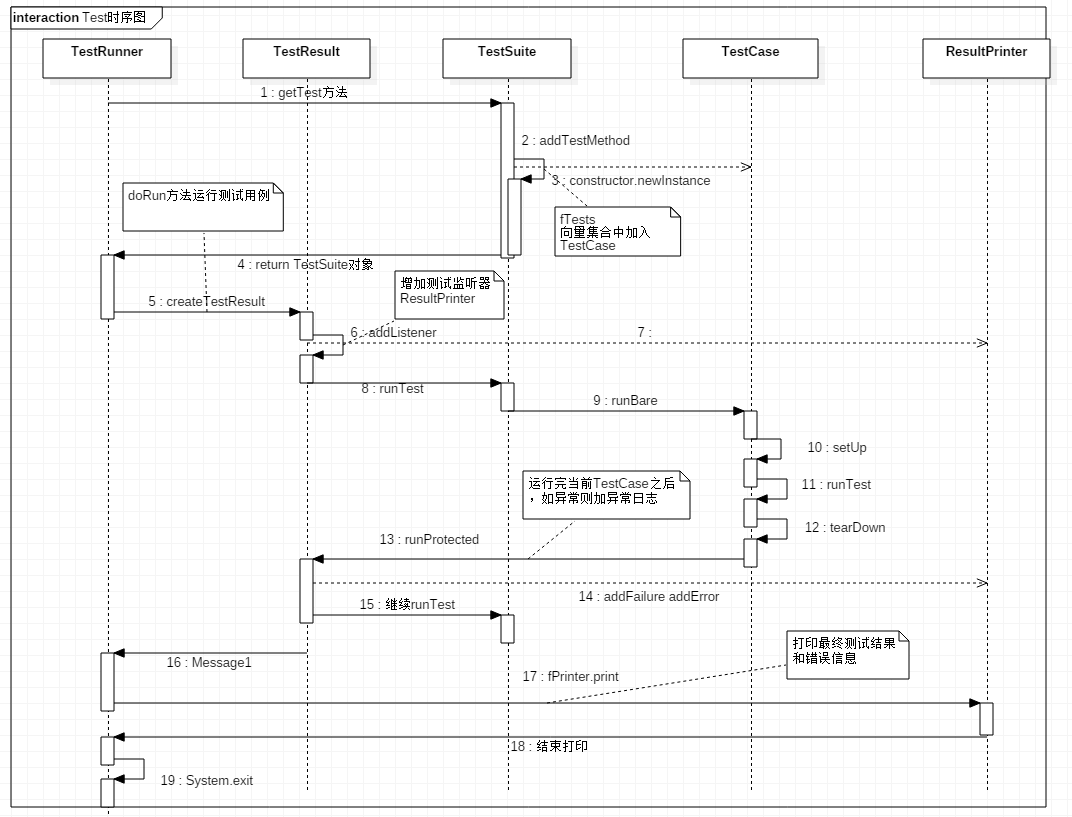 interaction Test时序图
TestRunner
TestResult
TestSuite
TestCase
ResultPrinter
1 : getTest方法
2 : addTestMethod
3 : constructor.newInstance
doRun方法运行测试用例
fTests
向量集合中加入
TestCase
4 : return TestSuite对象
增加测试监听器
ResultPrinter
5 : createTestResult
6 : addListener
7 :
8 : runTest
9 : runBare
10 : setUp
运行完当前TestCase之后
，如异常则加异常日志
11 : runTest
12 : tearDown
13 : runProtected
14 : addFailure addError
15 : 继续runTest
16 : Message1
打印最终测试结果
和错误信息
17 : fPrinter.print
18 : 结束打印
19 : System.exit